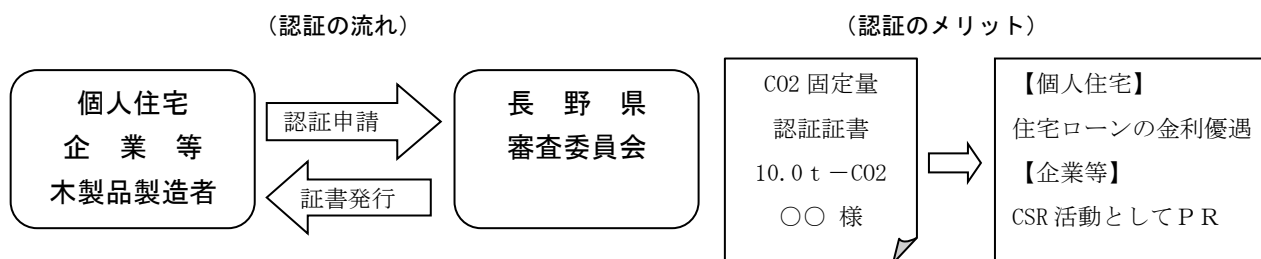 （認証の流れ）
個人住宅
企　業　等
木製品製造者
認証申請
証書発行
長　野　県
審査委員会
（認証のメリット）
CO2 固定量
認証証書
10.0ｔ－CO2
○○ 様
【個人住宅】
住宅ローンの金利優遇
【企業等】
CSR 活動としてＰＲ